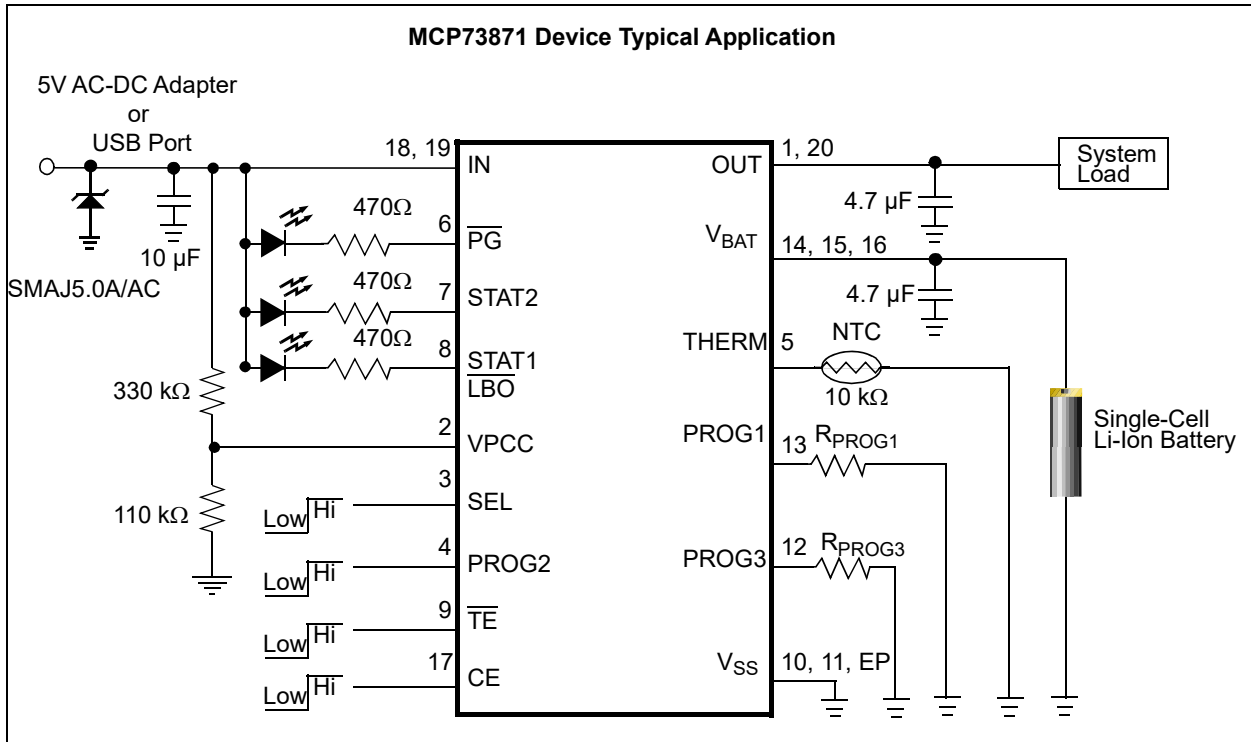 MCP73871 Device Typical Application
5V AC-DC Adapter
or
USB Port
18, 19
IN
OUT
1, 20
System
Load
4.7 µF
470Ω
6
PG
VBAT
14, 15, 16
10 µF
SMAJ5.0A/AC
470Ω
7
STAT2
4.7 µF
470Ω
8
STAT1
LBO
THERM
5
NTC
10 kΩ
330 kΩ
2
VPCC
PROG1
13
RPROG1
Single-Cell
Li-Ion Battery
110 kΩ
3
SEL
Low Hi
4
PROG2
Low Hi
PROG3
12
RPROG3
9
TE
Low Hi
17
CE
Low Hi
VSS
10, 11, EP